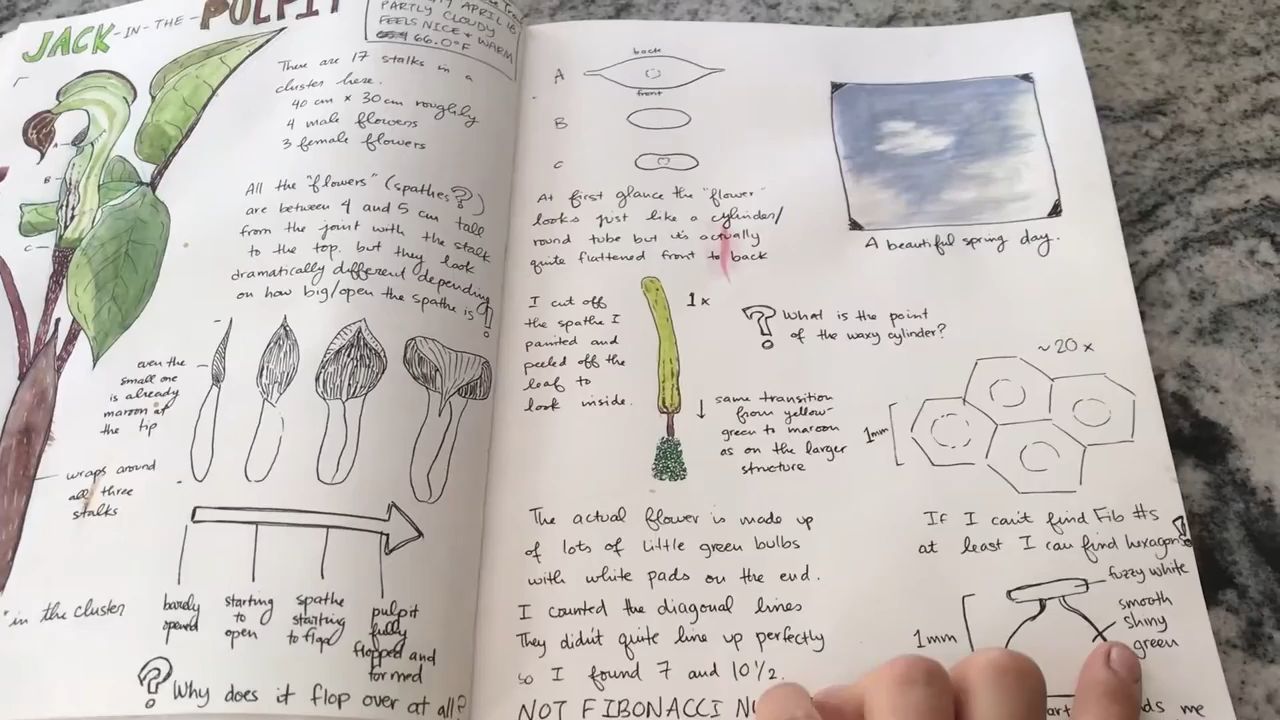 JACK-IN-THE-PULPIT
APRIL 16
PARTLY CLOUDY
FEELS NICE & WARM
66.0°F
There are 17 stalks in a
cluster here.
40 cm x 30 cm roughly
4 male flowers
3 female flowers
All the "flowers" (spathes?)
are between 4 and 5 cm tall
from the joint with the stalk
to the top. but they look
dramatically different depending
on how big/open the spathe is!
A
B
C
even the
small one
is already
maroon at
the tip
wraps around
all three
stalks
in the cluster
barely
opened
starting
to
open
spathe
starting
to flop
pulpit
fully
flopped and
formed
? Why does it flop over at all?
A
back
front
B
C
At first glance the "flower"
looks just like a cylinder/
round tube but it's actually
quite flattened front to back
A beautiful spring day.
I cut off
the spathe I
painted and
peeled off the
leaf to
look inside.
1x
? What is the point
of the waxy cylinder?
same transition
from yellow-
green to maroon
as on the larger
structure
~20 x
1mm
The actual flower is made up
of lots of little green bulbs
with white pads on the end.
I counted the diagonal lines
They didn't quite line up perfectly
so I found 7 and 10½.
NOT FIBONACCI
If I can't find Fib #s
at least I can find hexagons!
fuzzy white
smooth
shiny
green
1mm
me